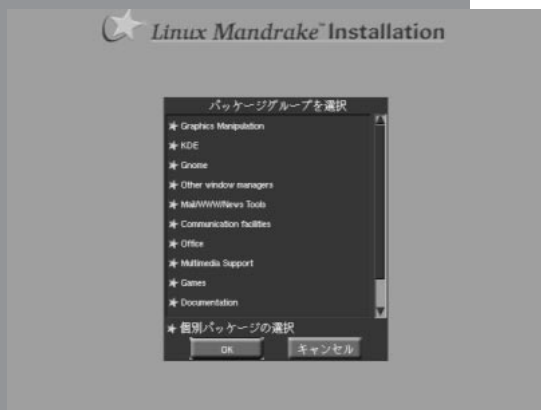 Linux Mandrake™ Installation
パッケージグループを選択
Graphics Manipulation
KDE
Gnome
Other window managers
Mail/WWW/News Tools
Communication facilities
Office
Multimedia Support
Games
Documentation
個別パッケージの選択
OK
キャンセル